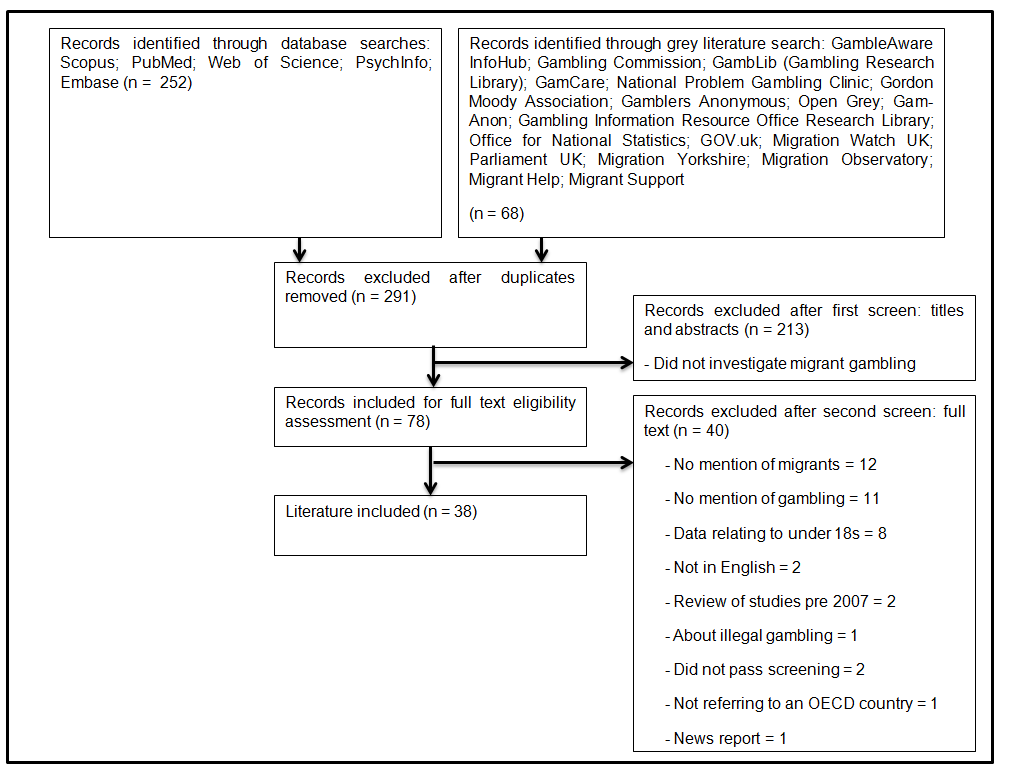 Records identified through database searches:
Scopus; PubMed; Web of Science; PsychInfo;
Embase (n = 252)
Records identified through grey literature search: GambleAware
InfoHub; Gambling Commission; GambLib (Gambling Research
Library); GamCare; National Problem Gambling Clinic; Gordon
Moody Association; Gamblers Anonymous; Open Grey; Gam-
Anon; Gambling Information Resource Office Research Library;
Office for National Statistics; GOV.uk; Migration Watch UK;
Parliament UK; Migration Yorkshire; Migration Observatory;
Migrant Help; Migrant Support
(n = 68)
Records excluded after duplicates
removed (n = 291)
Records excluded after first screen: titles
and abstracts (n = 213)
- Did not investigate migrant gambling
Records included for full text eligibility
assessment (n = 78)
Records excluded after second screen: full
text (n = 40)
- No mention of migrants = 12
- No mention of gambling = 11
- Data relating to under 18s = 8
- Not in English = 2
- Review of studies pre 2007 = 2
- About illegal gambling = 1
- Did not pass screening = 2
- Not referring to an OECD country = 1
- News report = 1
Literature included (n = 38)